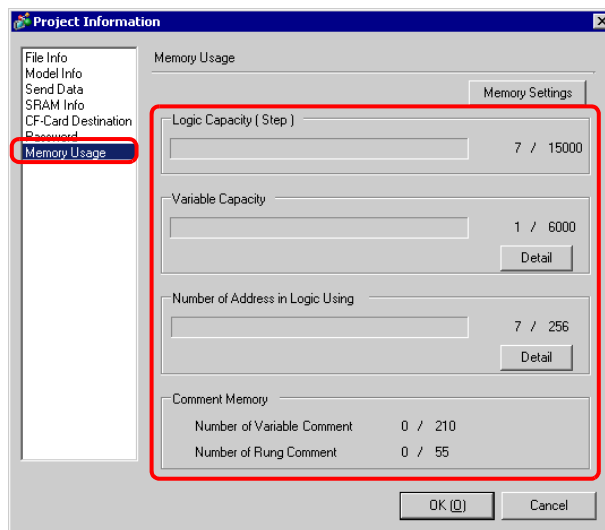 Project Information
File Info
Model Info
Send Data
SRAM Info
CF-Card Destination
Password
Memory Usage
Memory Usage
Memory Settings
Logic Capacity ( Step )
7 / 15000
Variable Capacity
1 / 6000
Detail
Number of Address in Logic Using
7 / 256
Detail
Comment Memory
Number of Variable Comment 0 / 210
Number of Rung Comment 0 / 55
OK (O) Cancel